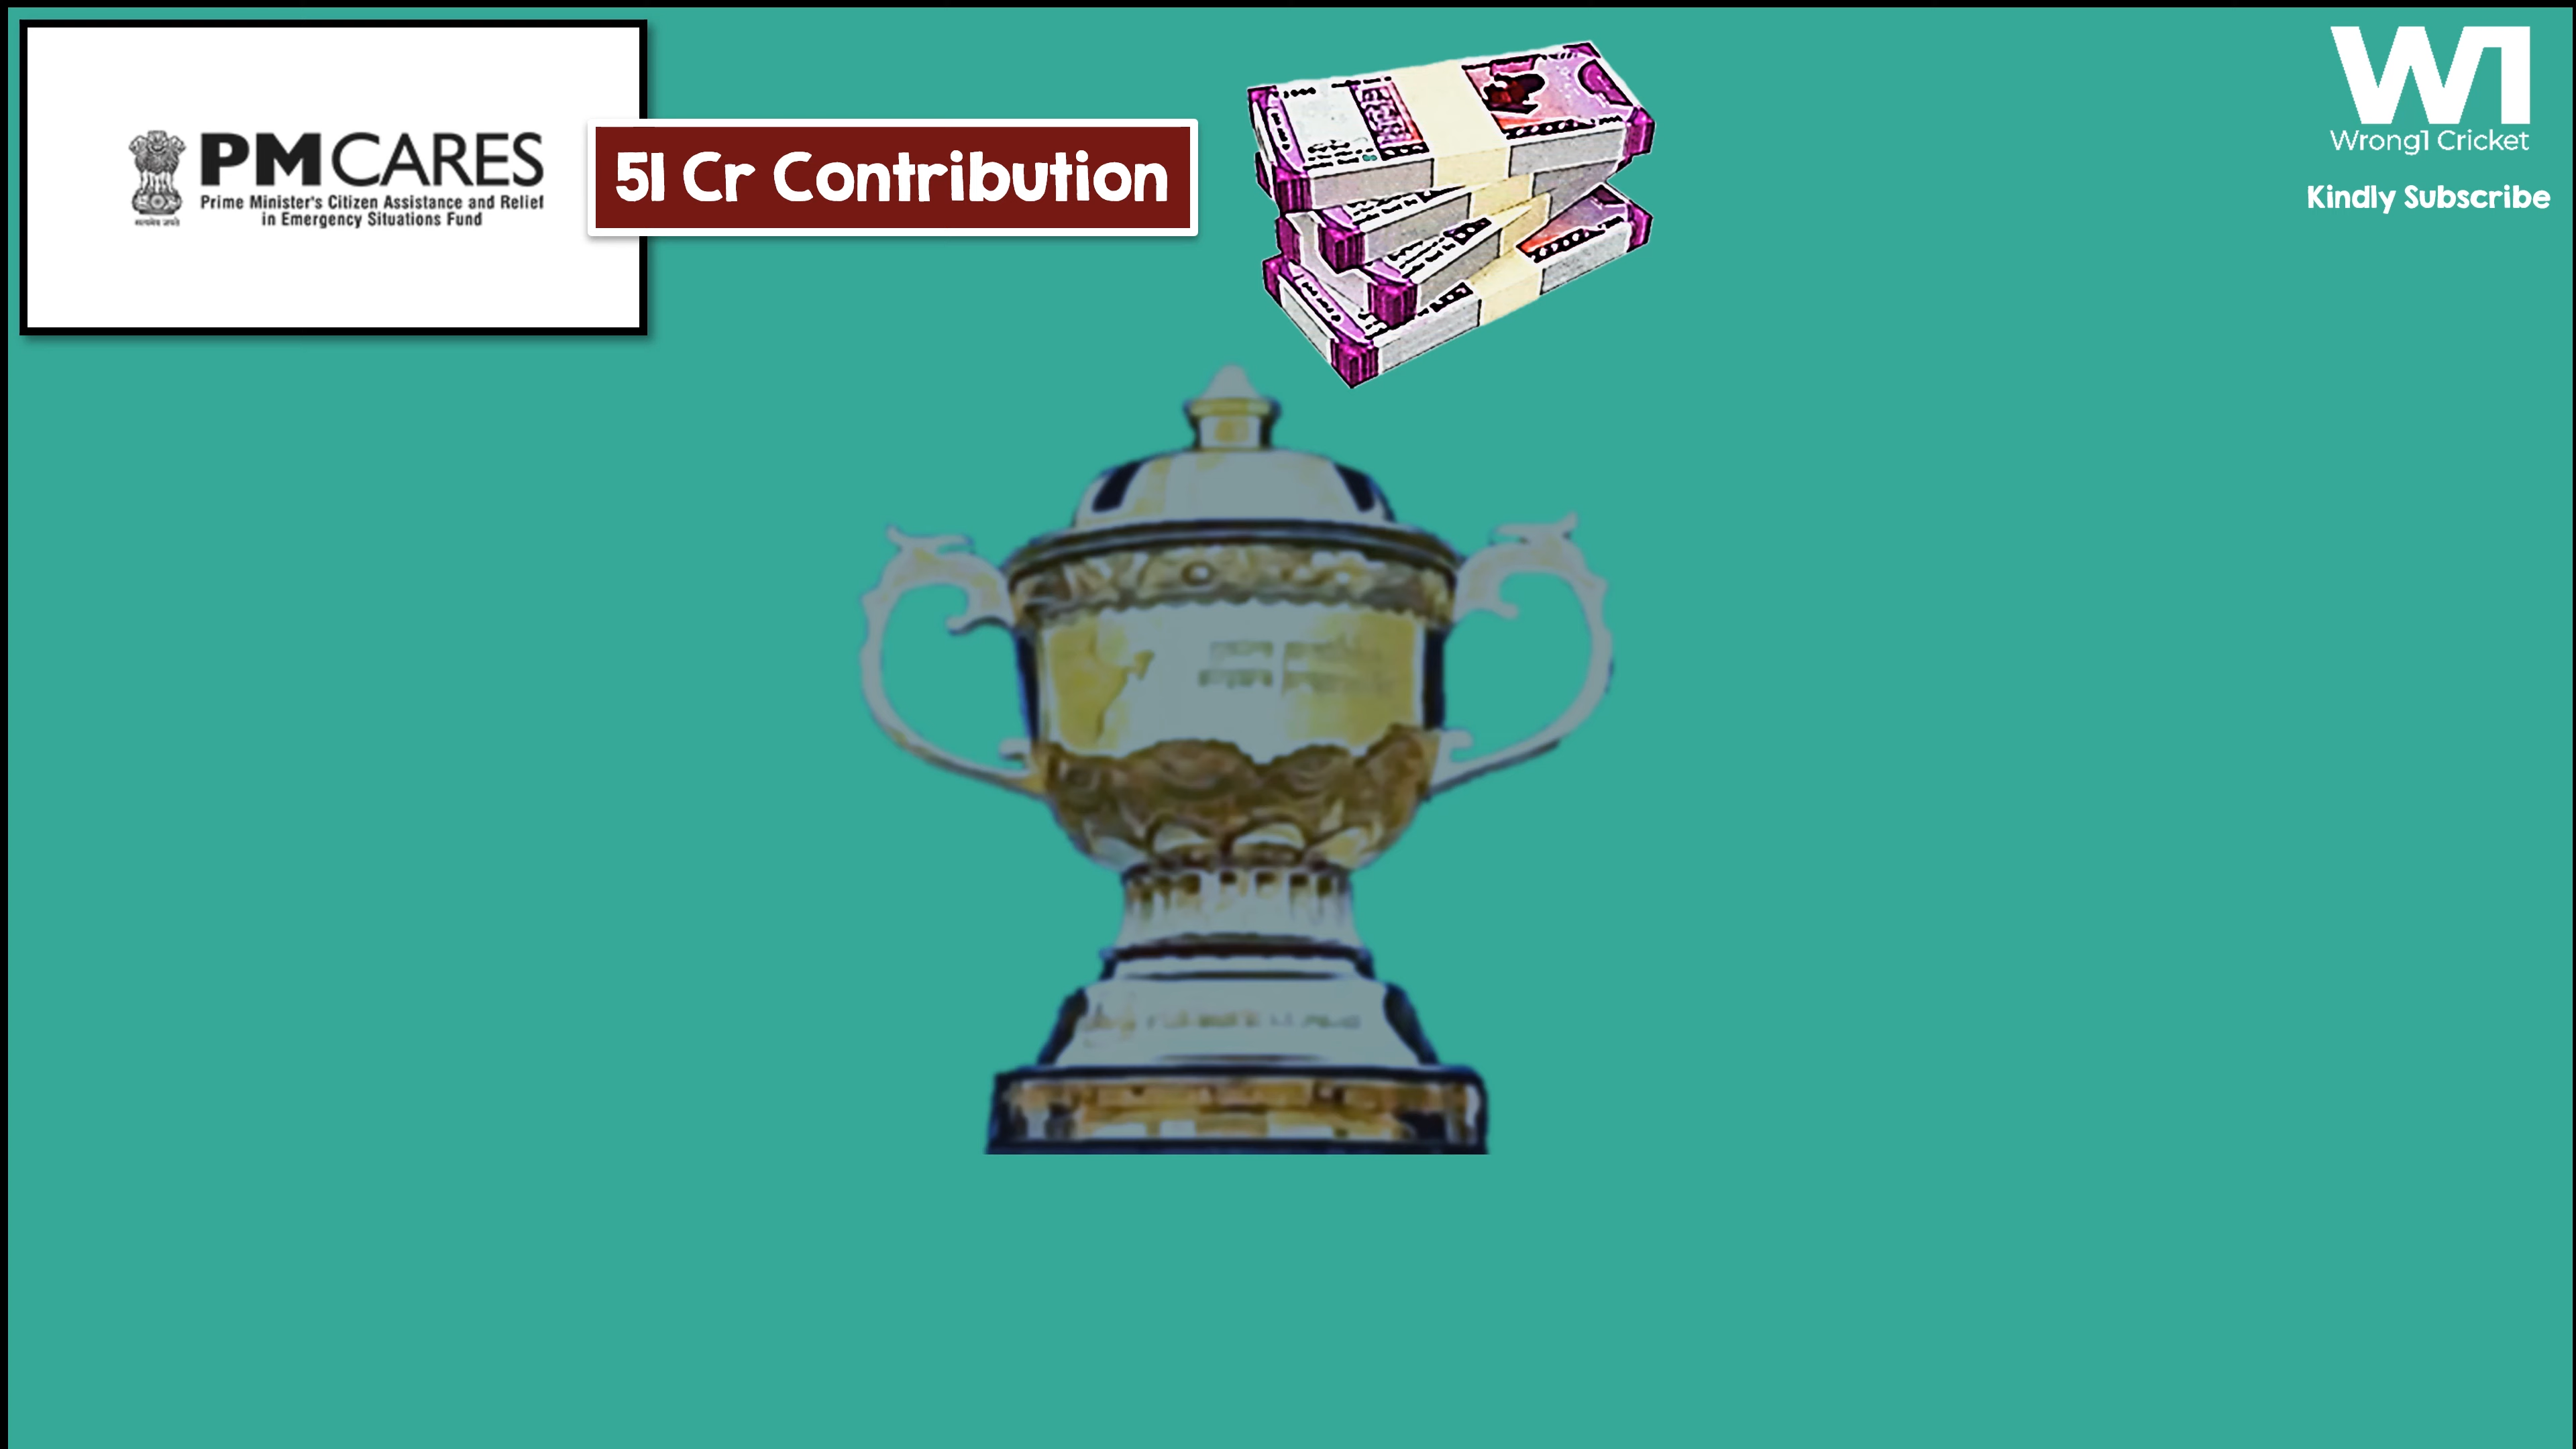 PM CARES
Prime Minister's Citizen Assistance and Relief
in Emergency Situations Fund
51 Cr Contribution
W1
Wrong1 Cricket
Kindly Subscribe